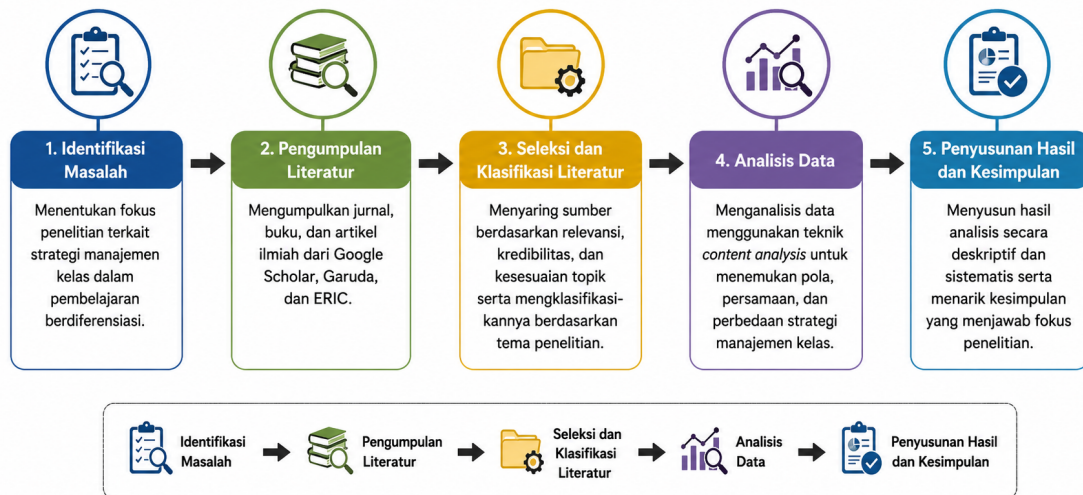 1. Identifikasi
Masalah
Menentukan fokus
penelitian terkait
strategi manajemen
kelas dalam
pembelajaran
berdiferensiasi.
2. Pengumpulan
Literatur
Mengumpulkan jurnal,
buku, dan artikel
ilmiah dari Google
Scholar, Garuda,
dan ERIC.
3. Seleksi dan
Klasifikasi Literatur
Menyaring sumber
berdasarkan relevansi,
kredibilitas, dan
kesesuaian topik
serta mengklasifikasi-
kannya berdasarkan
tema penelitian.
4. Analisis Data
Menganalisis data
menggunakan teknik
content analysis untuk
menemukan pola,
persamaan, dan
perbedaan strategi
manajemen kelas.
5. Penyusunan Hasil
dan Kesimpulan
Menyusun hasil
analisis secara
deskriptif dan
sistematis serta
menarik kesimpulan
yang menjawab fokus
penelitian.
Identifikasi
Masalah
Pengumpulan
Literatur
Seleksi dan
Klasifikasi
Literatur
Analisis
Data
Penyusunan Hasil
dan Kesimpulan